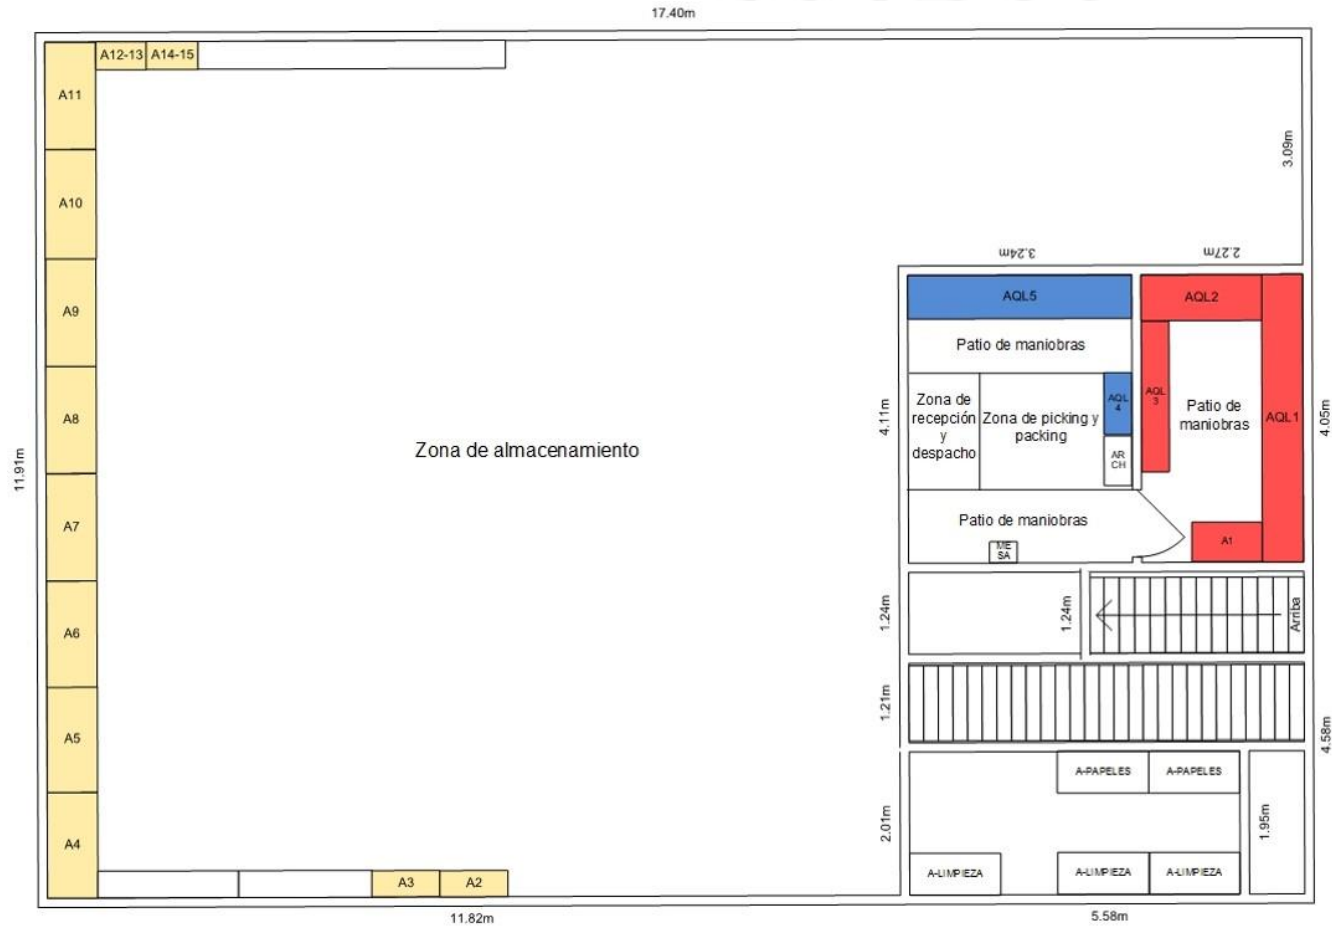 17.40m
A12-13
A14-15
A11
3.09m
A10
3.24m
2.27m
AQL5
AQL2
A9
Patio de maniobras
Zona de
recepción
y
despacho
Zona de picking y
packing
AQL
4
AQL
3
Patio de
maniobras
AQL1
4.11m
4.05m
A8
AR
CH
Zona de almacenamiento
11.91m
A7
Patio de maniobras
ME
SA
A1
1.24m
1.24m
Arriba
A6
1.21m
A5
4.58m
A-PAPELES
A-PAPELES
2.01m
1.95m
A4
A3
A2
A-LIMPIEZA
A-LIMPIEZA
A-LIMPIEZA
11.82m
5.58m